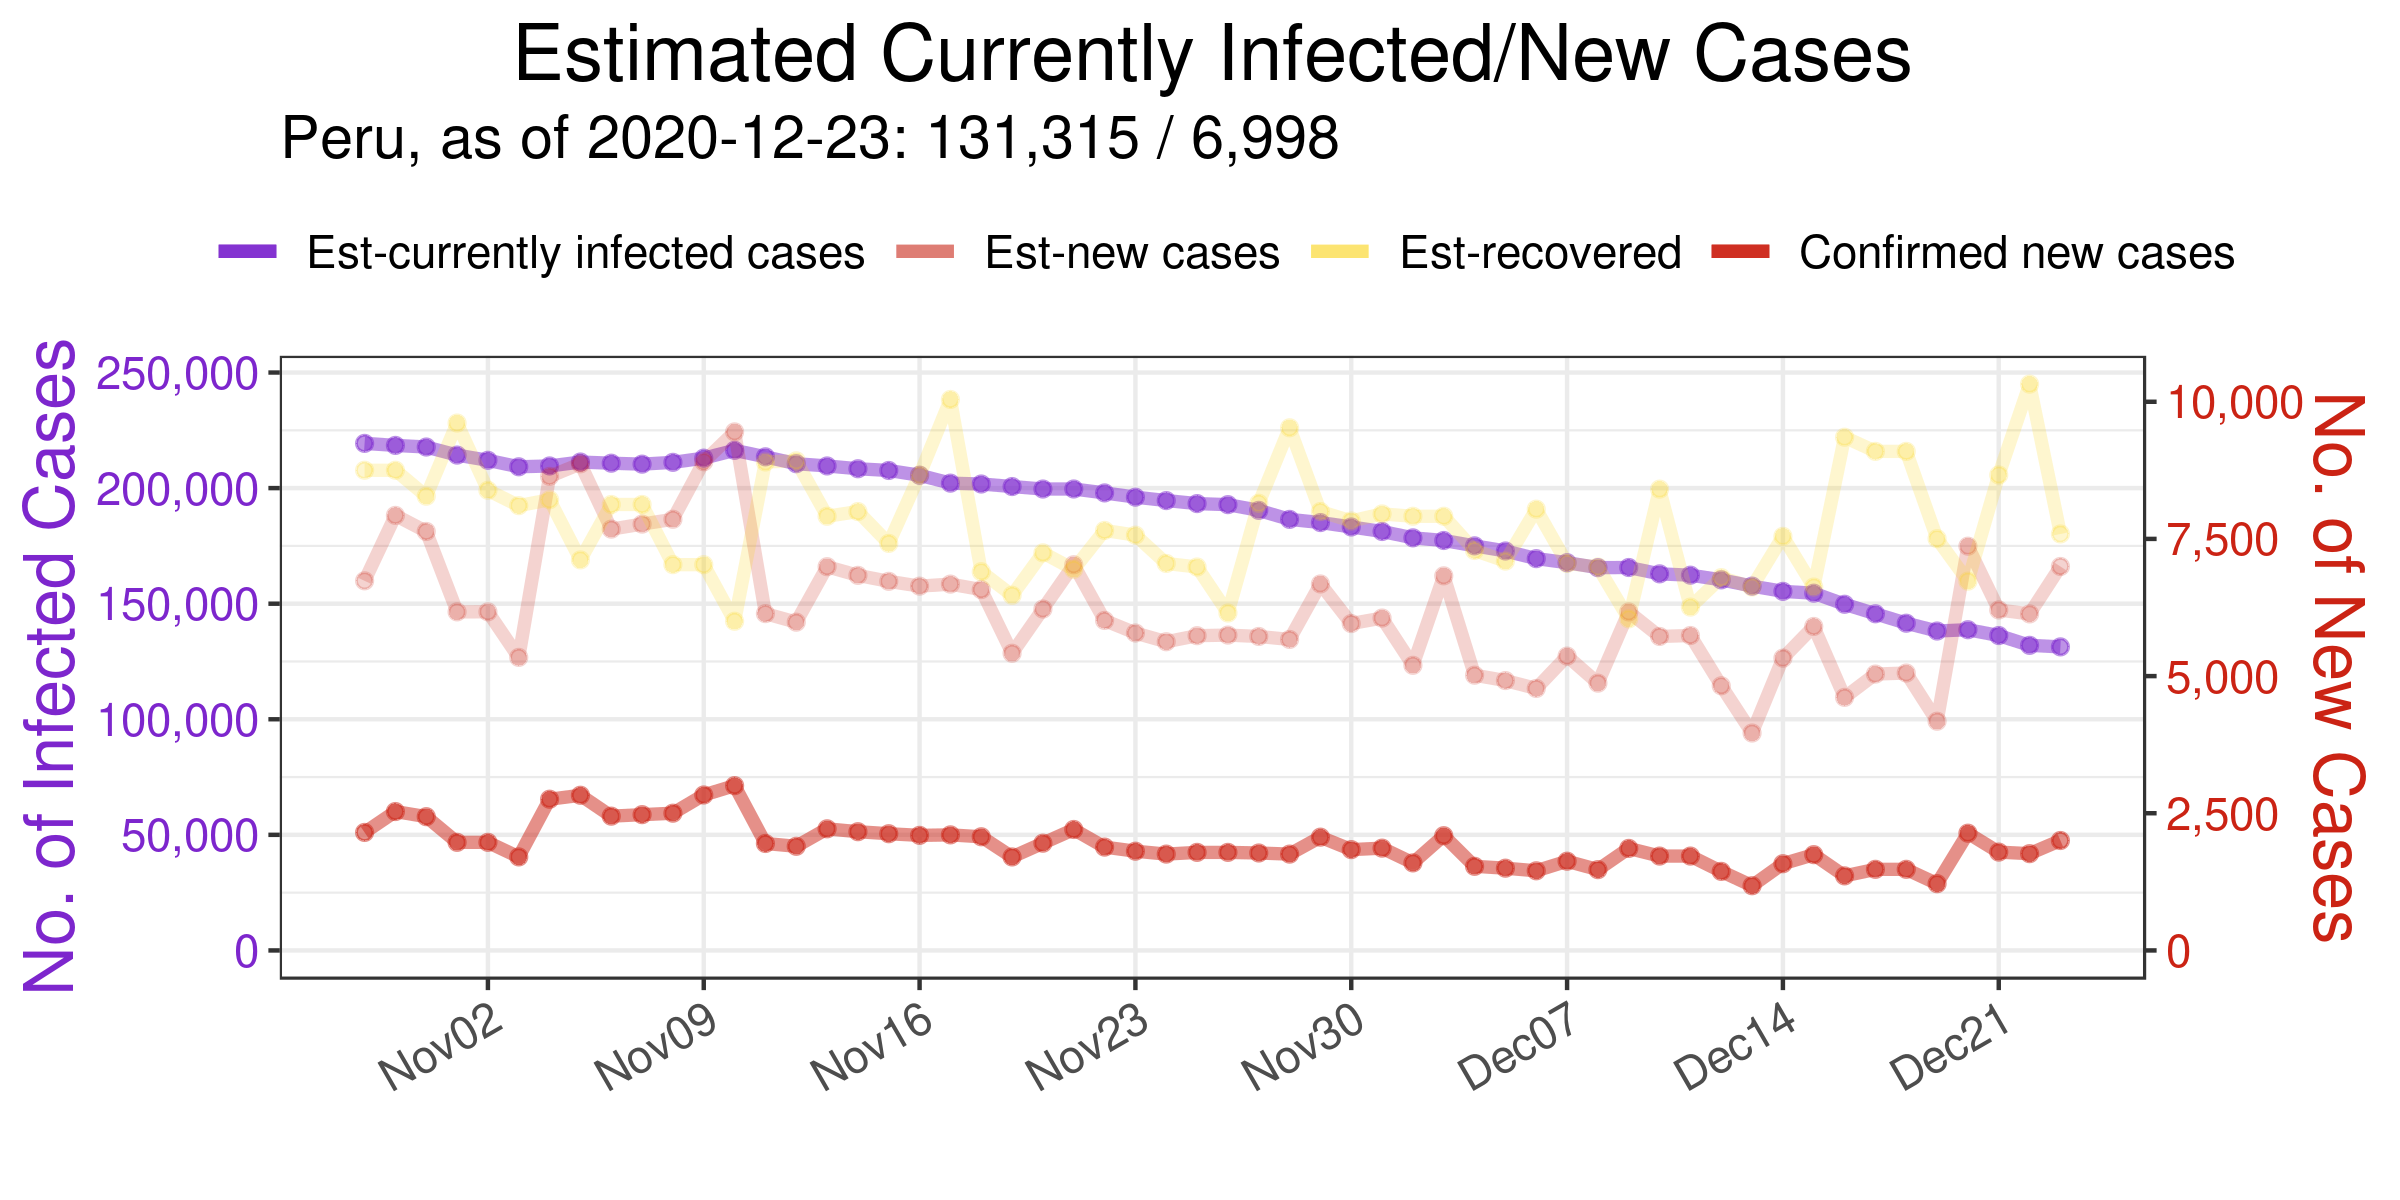 Estimated Currently Infected/New Cases
Peru, as of 2020-12-23: 131,315 / 6,998
Est-currently infected cases Est-new cases Est-recovered Confirmed new cases
No. of Infected Cases
250,000
200,000
150,000
100,000
50,000
0
10,000
7,500
5,000
2,500
0
No. of New Cases
Nov02 Nov09 Nov16 Nov23 Nov30 Dec07 Dec14 Dec21